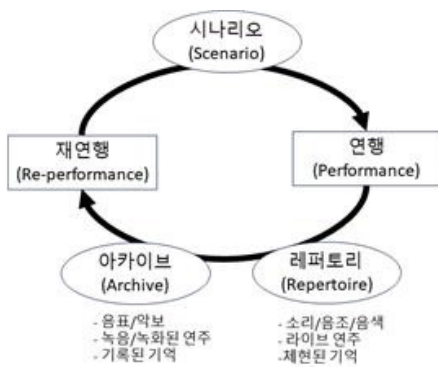 시나리오
(Scenario)
재연행
(Re-performance)
연행
(Performance)
아카이브
(Archive)
레퍼토리
(Repertoire)
- 음표/악보
- 녹음/녹화된 연주
- 기록된 기억
- 소리/음조/음색
- 라이브 연주
-체현된 기억